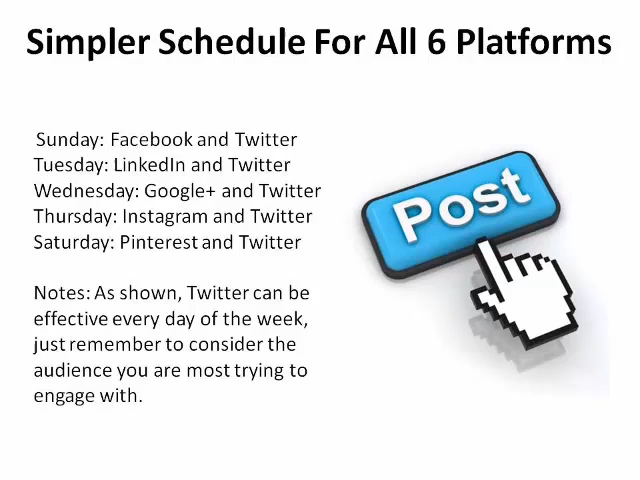 Simpler Schedule For All 6 Platforms
Sunday: Facebook and Twitter
Tuesday: LinkedIn and Twitter
Wednesday: Google+ and Twitter
Thursday: Instagram and Twitter
Saturday: Pinterest and Twitter
Notes: As shown, Twitter can be
effective every day of the week,
just remember to consider the
audience you are most trying to
engage with.
Post